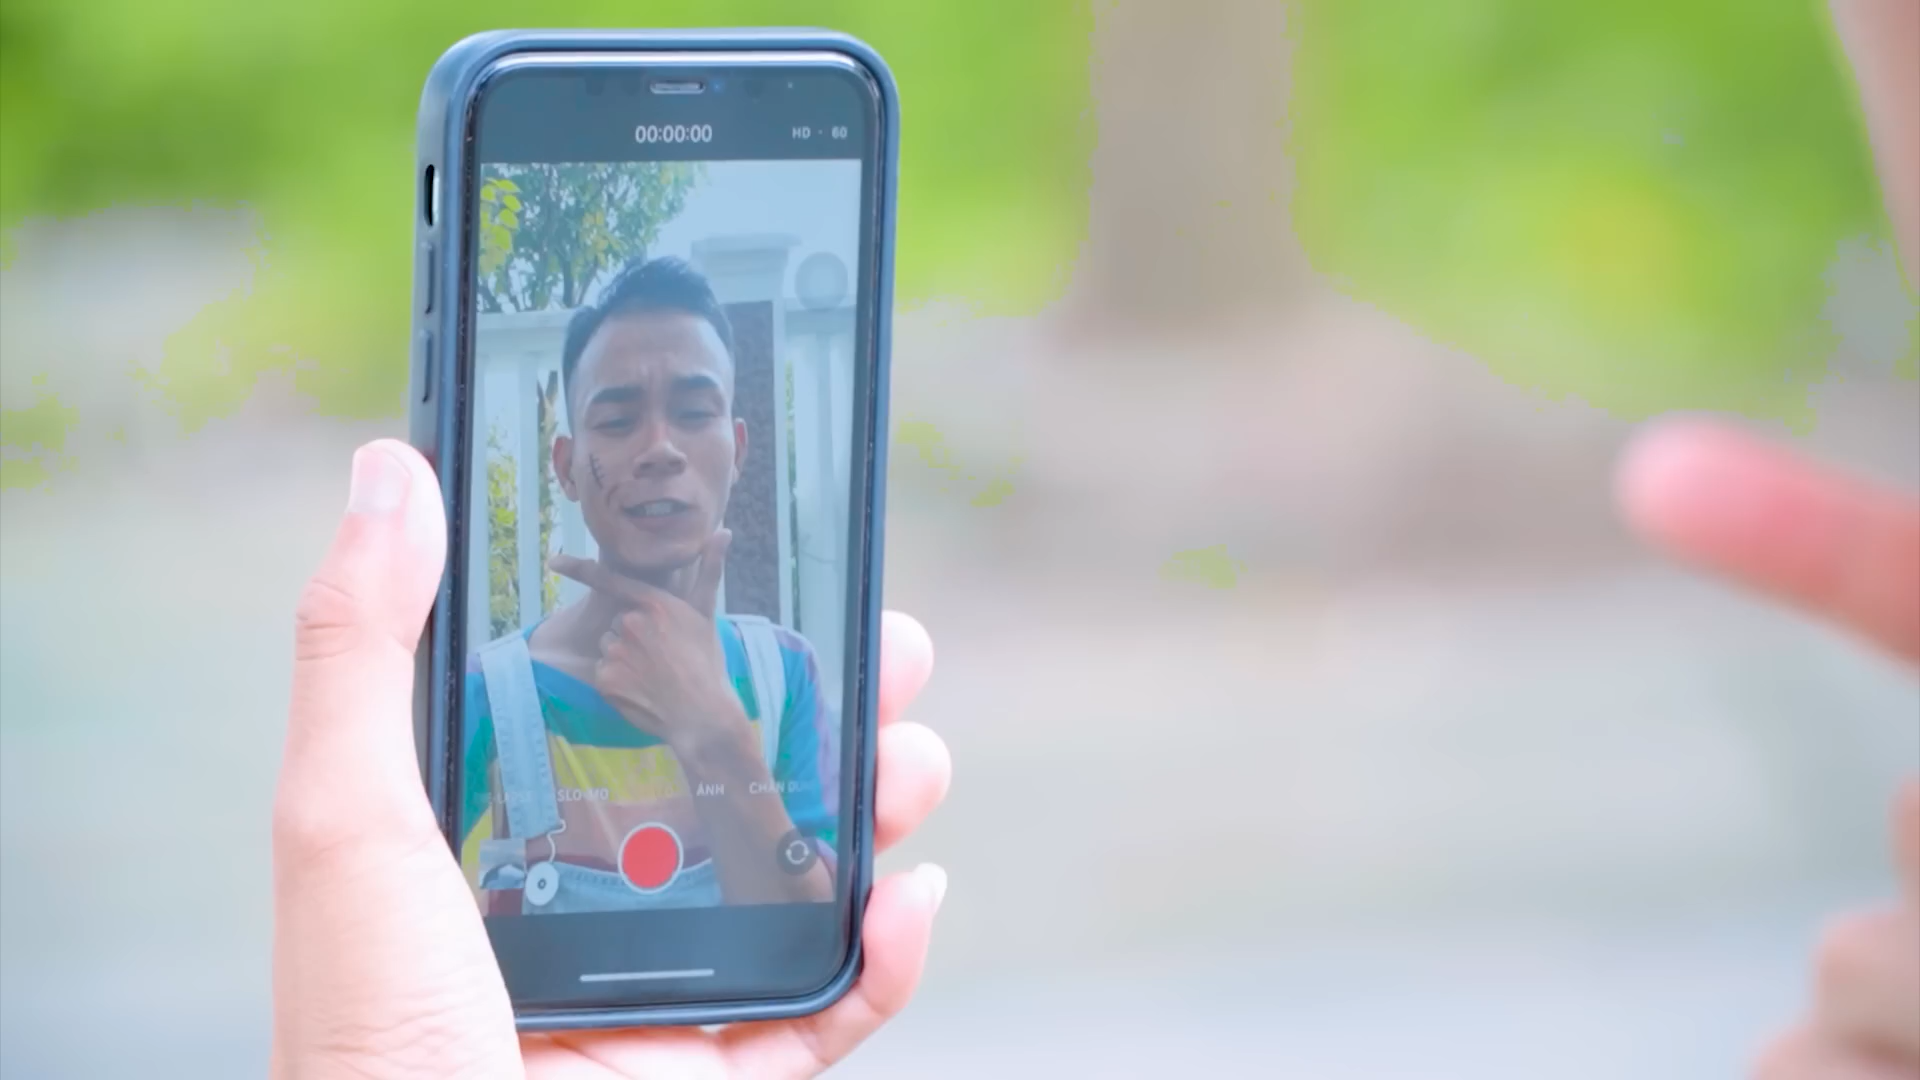 00:00:00
HD · 60
SLO-MO ẢNH CHÂN DUNG